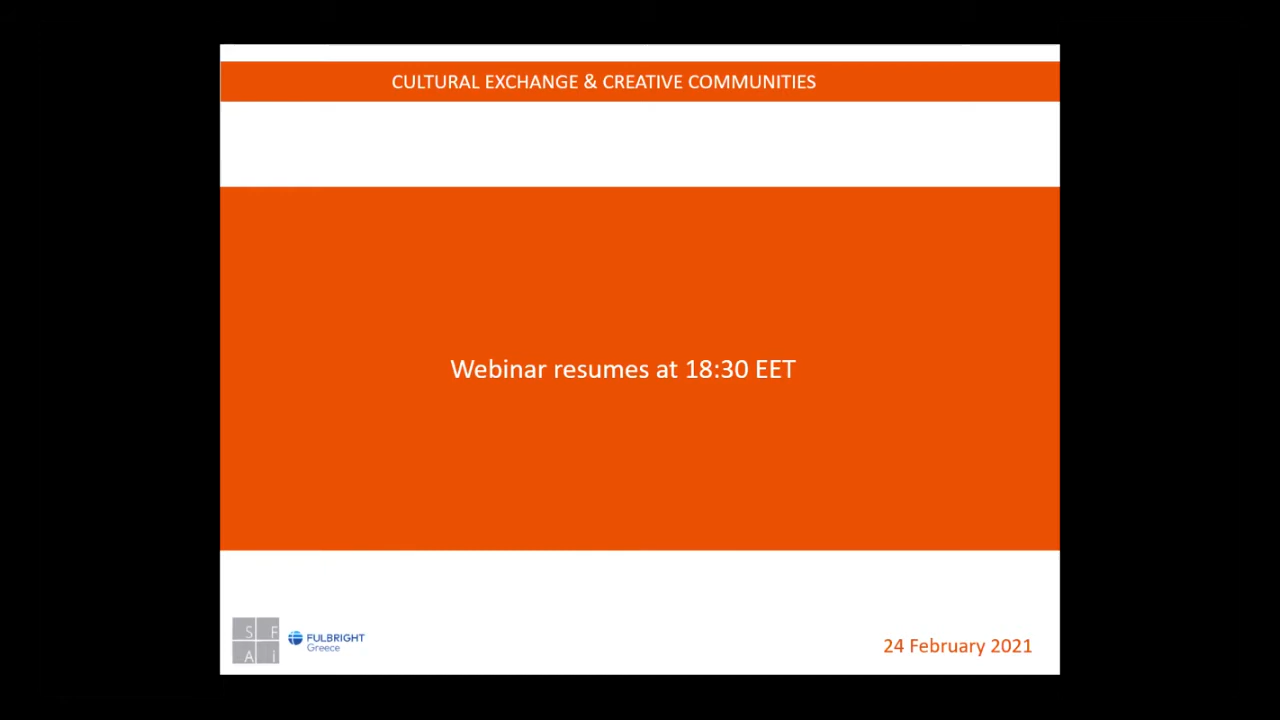 CULTURAL EXCHANGE & CREATIVE COMMUNITIES
Webinar resumes at 18:30 EET
S F
A i
FULBRIGHT
Greece
24 February 2021